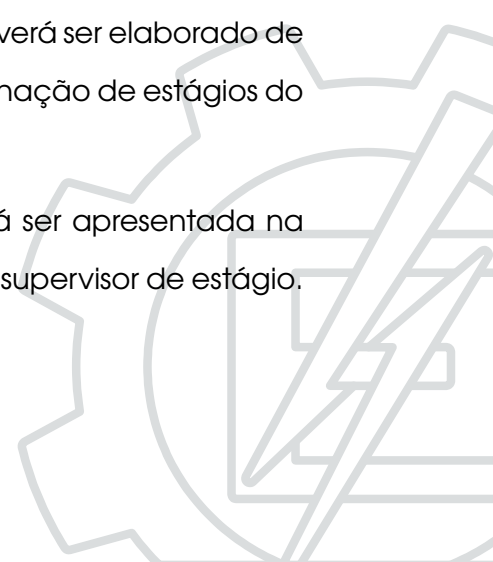 verá ser elaborado de
nação de estágios do
á ser apresentada na
supervisor de estágio.